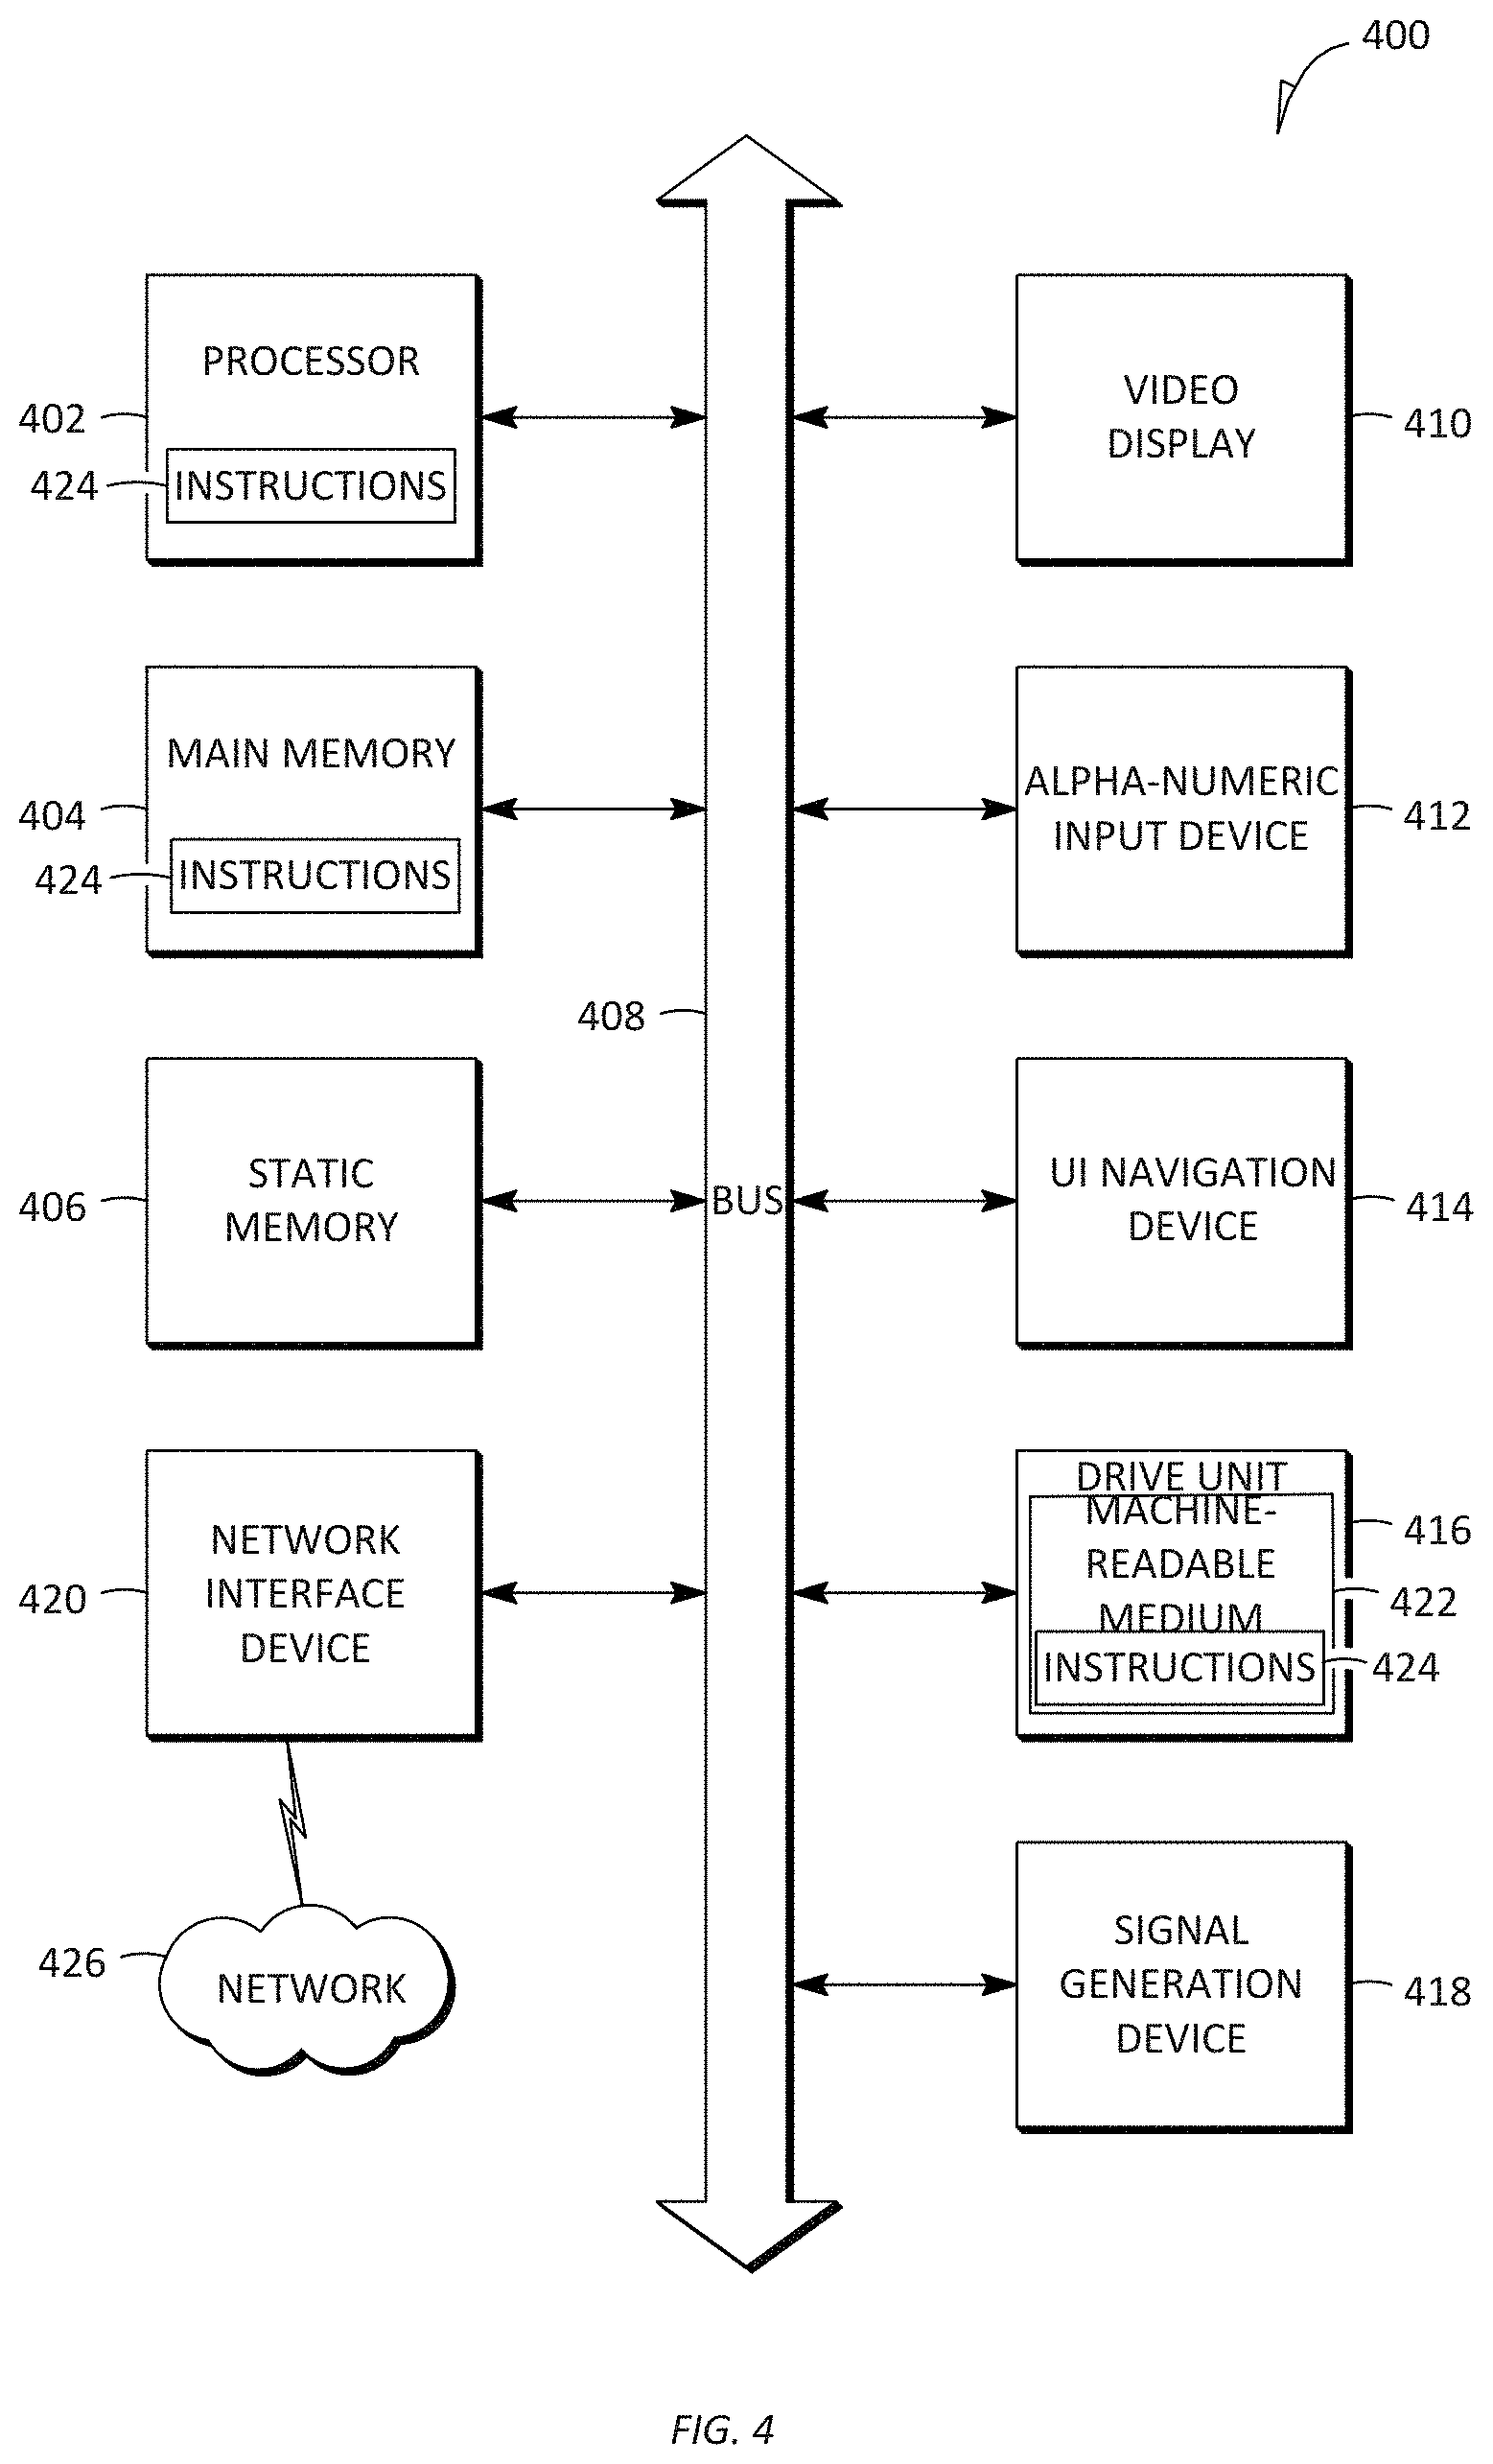 400
PROCESSOR
402
424
INSTRUCTIONS
VIDEO
DISPLAY
410
MAIN MEMORY
404
424
INSTRUCTIONS
ALPHA-NUMERIC
INPUT DEVICE
412
408
STATIC
MEMORY
406
BUS
UI NAVIGATION
DEVICE
414
NETWORK
INTERFACE
DEVICE
420
DRIVE UNIT
MACHINE-
READABLE
MEDIUM
INSTRUCTIONS
416
422
424
426
NETWORK
SIGNAL
GENERATION
DEVICE
418
FIG. 4